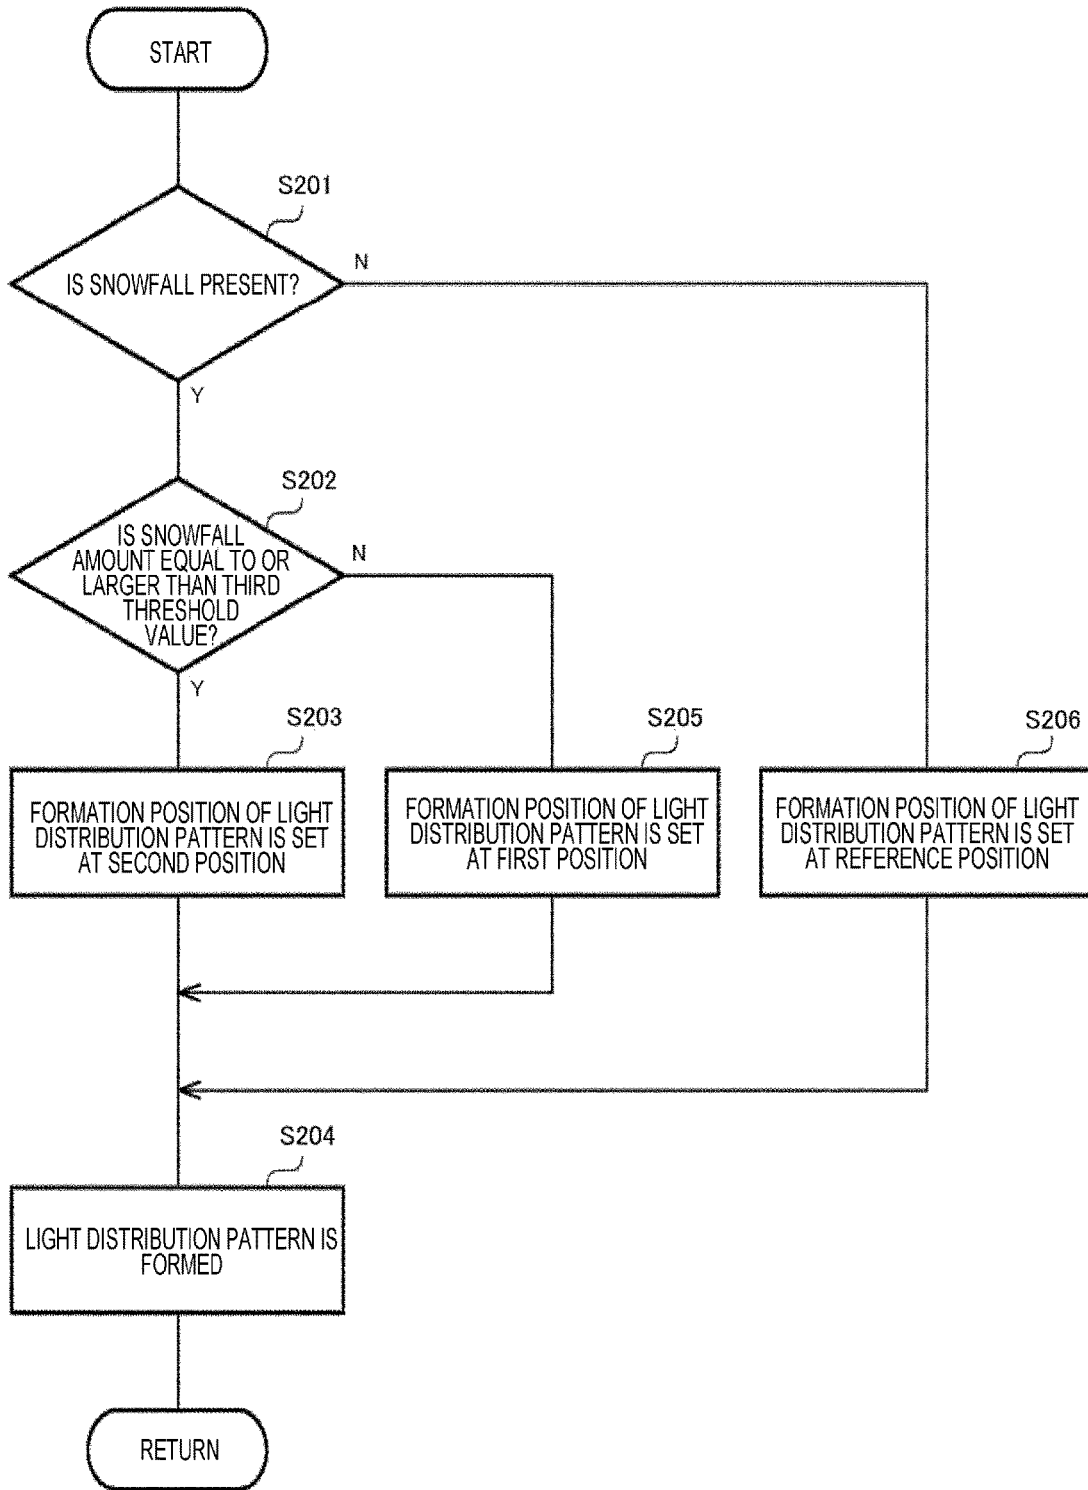 START
S201
IS SNOWFALL PRESENT?
N
Y
S202
IS SNOWFALL
AMOUNT EQUAL TO OR
LARGER THAN THIRD
THRESHOLD
VALUE?
N
Y
S203
FORMATION POSITION OF LIGHT
DISTRIBUTION PATTERN IS SET
AT SECOND POSITION
S205
FORMATION POSITION OF LIGHT
DISTRIBUTION PATTERN IS SET
AT FIRST POSITION
S206
FORMATION POSITION OF LIGHT
DISTRIBUTION PATTERN IS SET
AT REFERENCE POSITION
S204
LIGHT DISTRIBUTION PATTERN IS
FORMED
RETURN